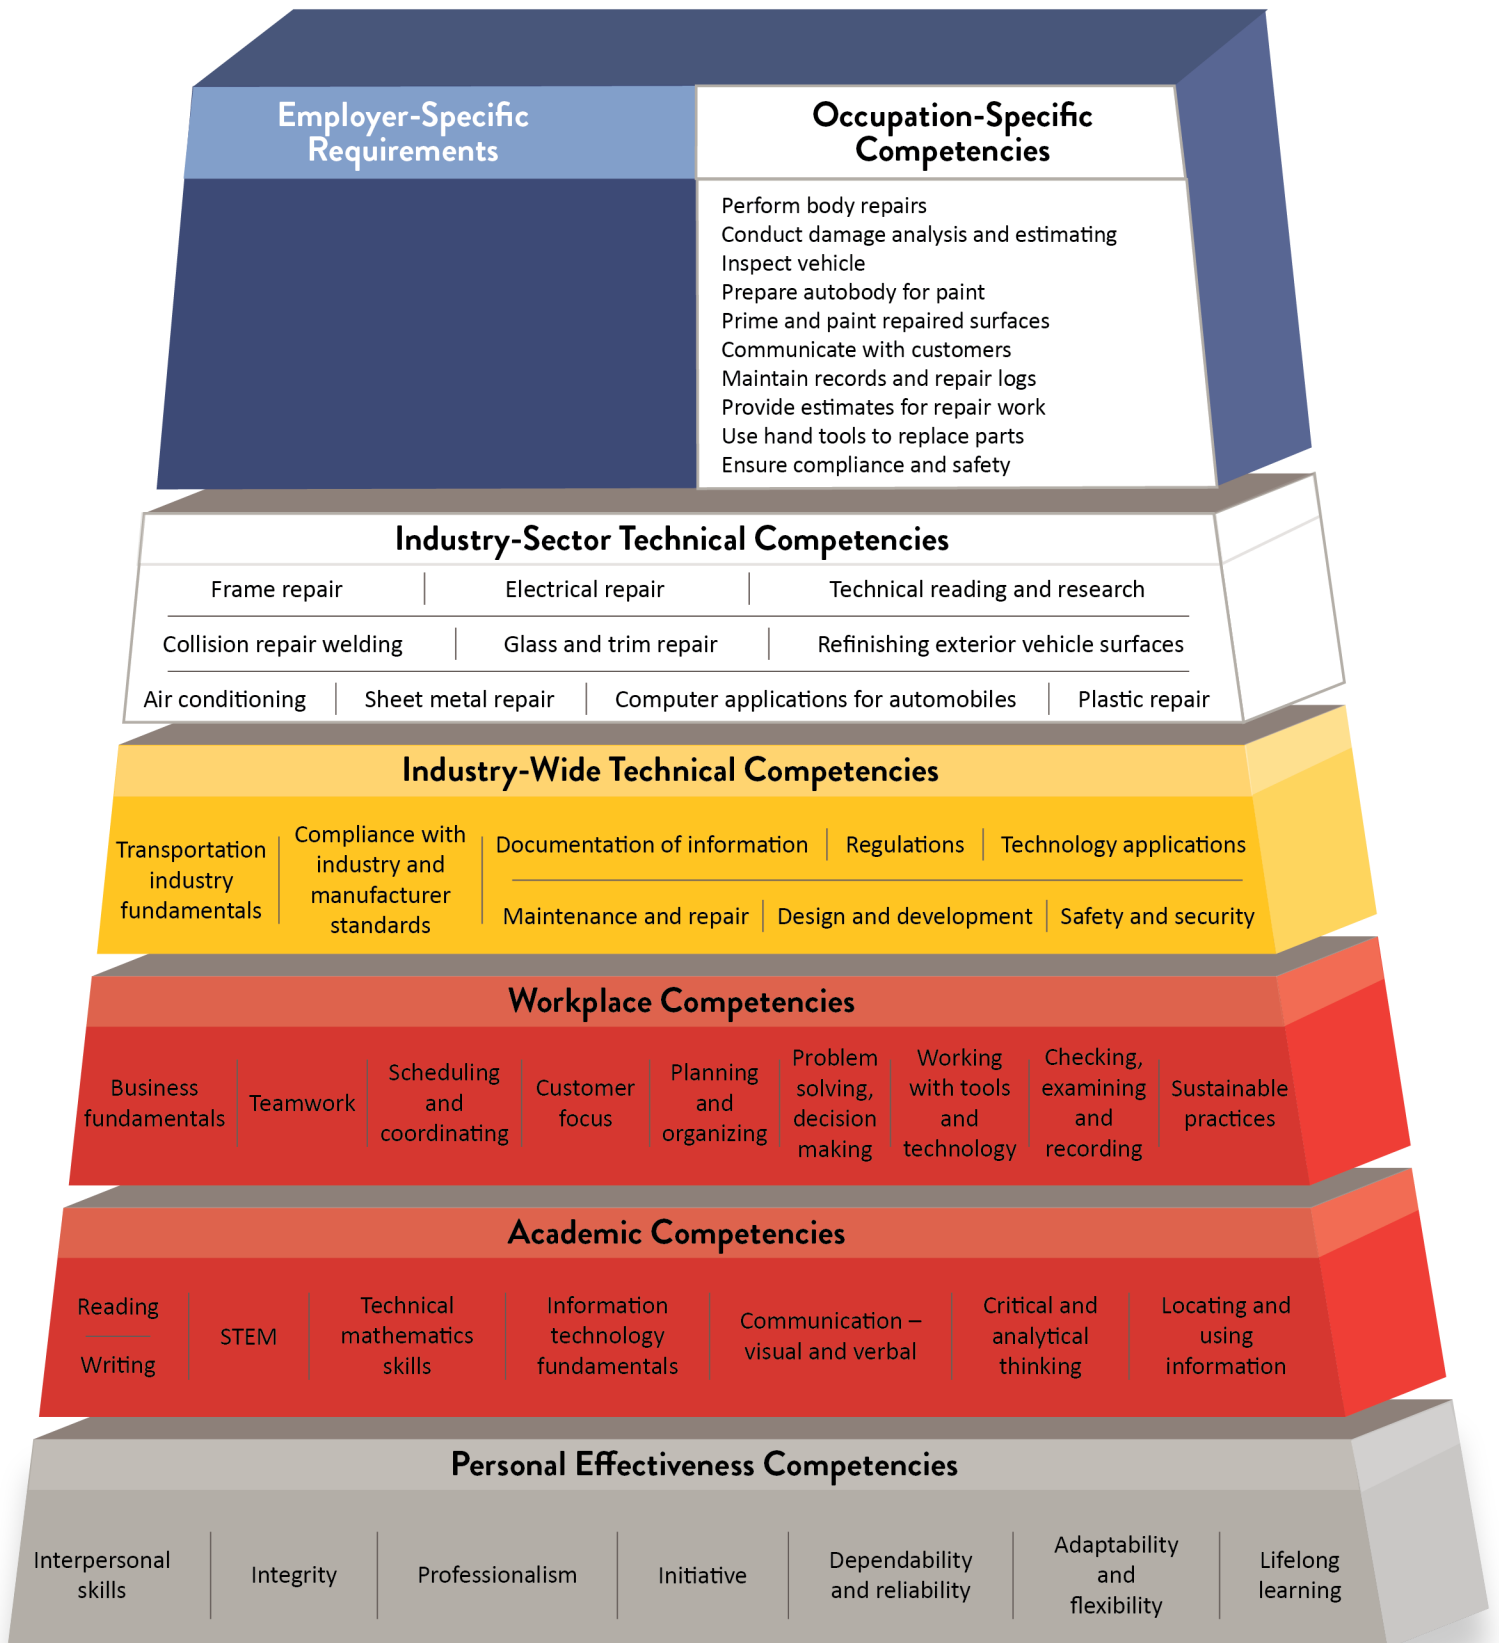 Employer-Specific
Requirements
Occupation-Specific
Competencies
Perform body repairs
Conduct damage analysis and estimating
Inspect vehicle
Prepare autobody for paint
Prime and paint repaired surfaces
Communicate with customers
Maintain records and repair logs
Provide estimates for repair work
Use hand tools to replace parts
Ensure compliance and safety
Industry-Sector Technical Competencies
Frame repair
Electrical repair
Technical reading and research
Collision repair welding
Glass and trim repair
Refinishing exterior vehicle surfaces
Air conditioning
Sheet metal repair
Computer applications for automobiles
Plastic repair
Industry-Wide Technical Competencies
Transportation
industry
fundamentals
Compliance with
industry and
manufacturer
standards
Documentation of information
Regulations
Technology applications
Maintenance and repair
Design and development
Safety and security
Workplace Competencies
Business
fundamentals
Teamwork
Scheduling
and
coordinating
Customer
focus
Planning
and
organizing
Problem
solving,
decision
making
Working
with tools
and
technology
Checking,
examining
and
recording
Sustainable
practices
Academic Competencies
Reading
Writing
STEM
Technical
mathematics
skills
Information
technology
fundamentals
Communication –
visual and verbal
Critical and
analytical
thinking
Locating and
using
information
Personal Effectiveness Competencies
Interpersonal
skills
Integrity
Professionalism
Initiative
Dependability
and reliability
Adaptability
and
flexibility
Lifelong
learning